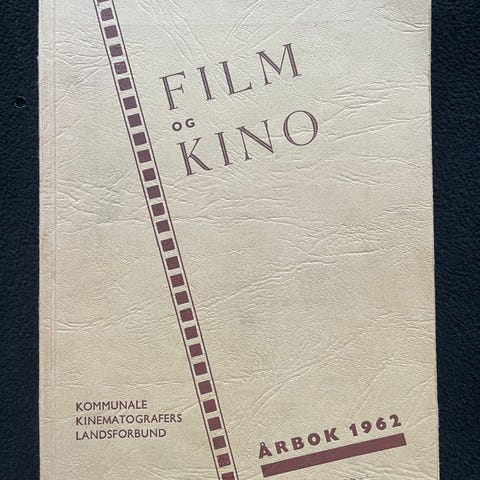 FILM
OG
KINO
KOMMUNALE
KINEMATOGRAFERS
LANDSFORBUND
ÅRBOK 1962